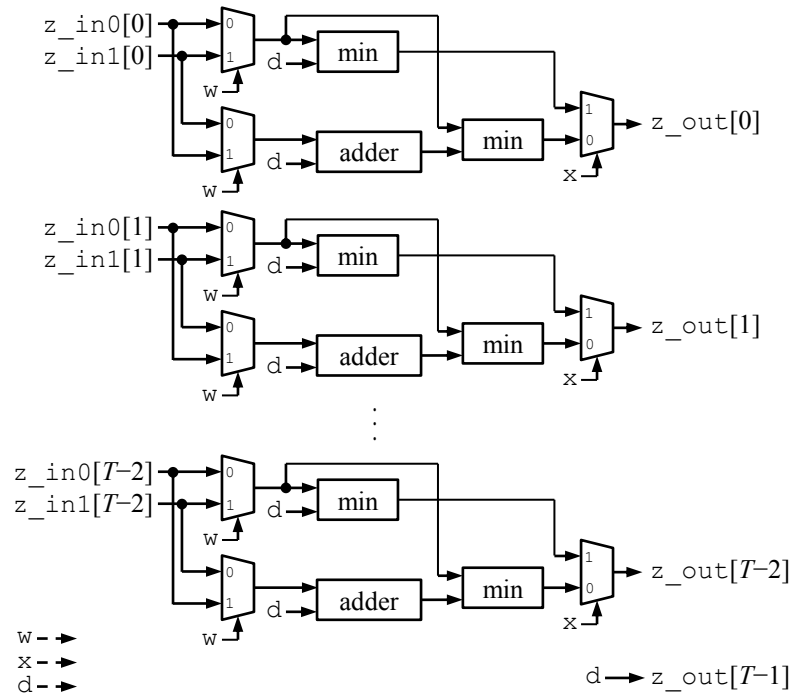 z_in0[0]
0
z_in1[0]
1
d
min
w
0
1
z_out[0]
adder
min
0
1
d
w
x
z_in0[1]
0
z_in1[1]
1
d
min
w
0
1
z_out[1]
adder
min
0
1
d
w
x
⋮
z_in0[T−2]
0
z_in1[T−2]
1
d
min
w
0
1
z_out[T−2]
adder
min
0
1
d
w
x
w
x
d
d
z_out[T−1]